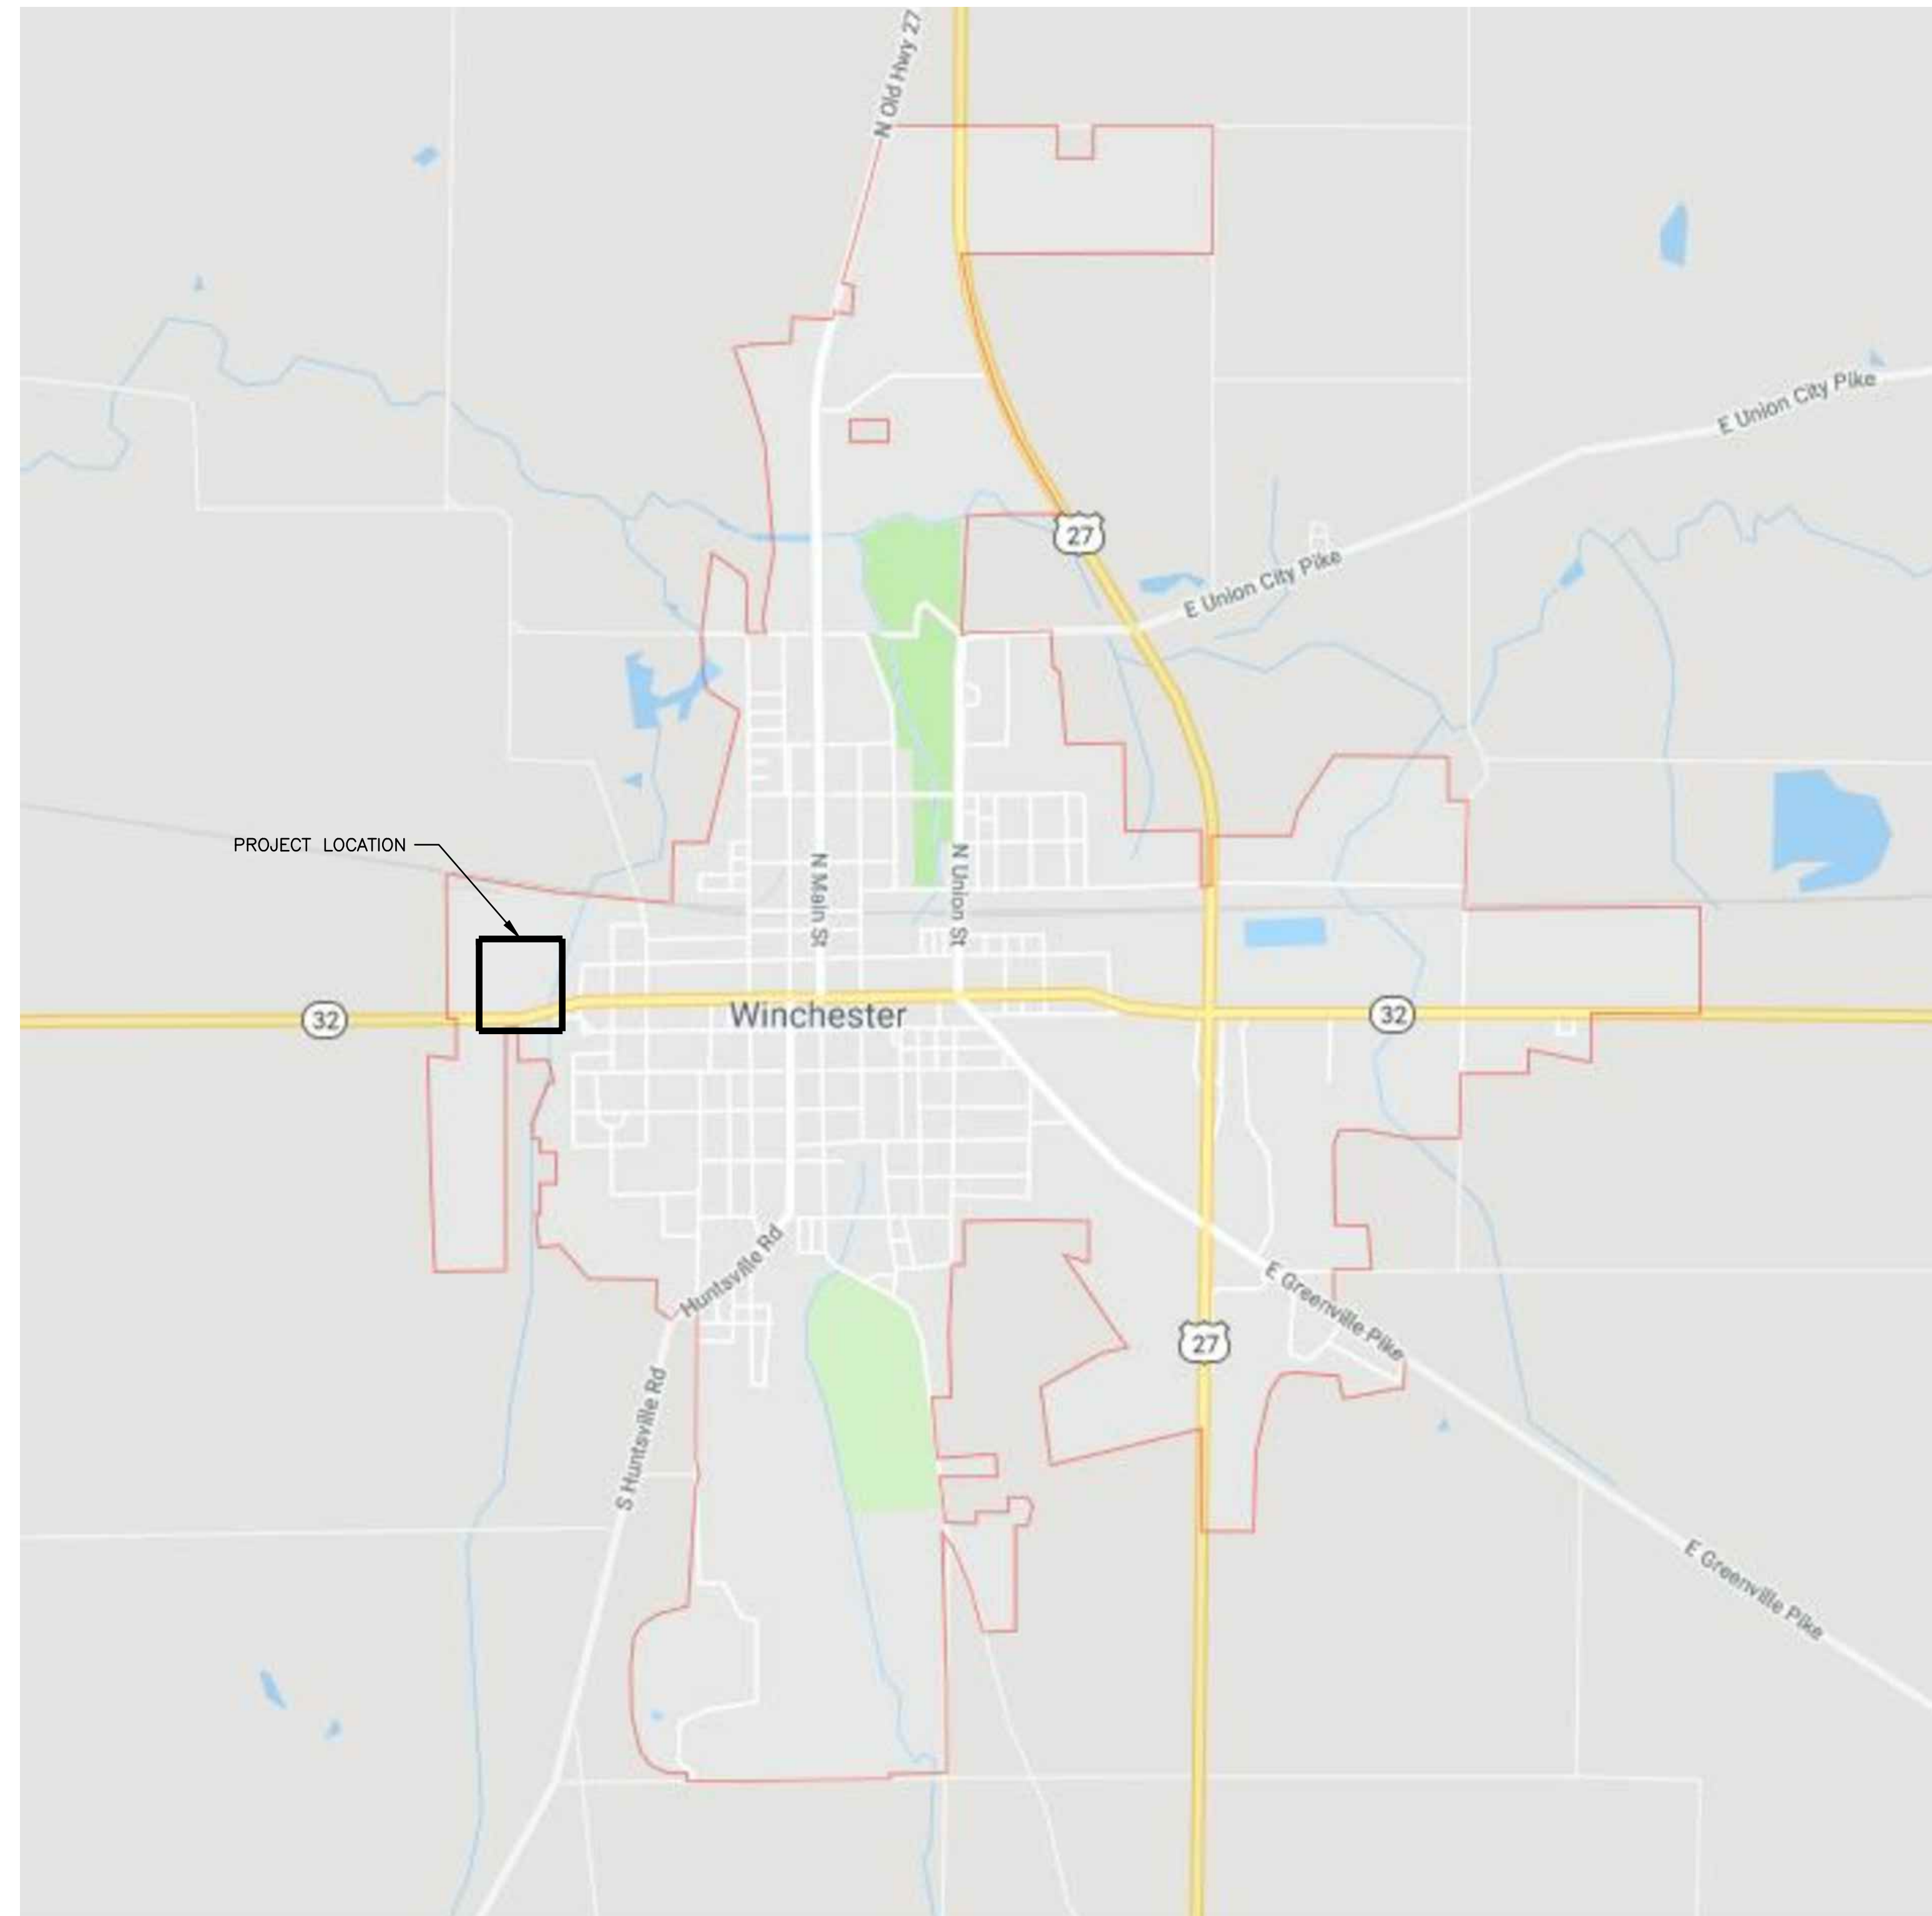 N Old Hwy 27
E Union City Pike
27
E Union City Pike
PROJECT LOCATION
N Main St
N Union St
32
Winchester
32
Huntsville Rd
E Greenville Pike
27
S Huntsville Rd
E Greenville Pike